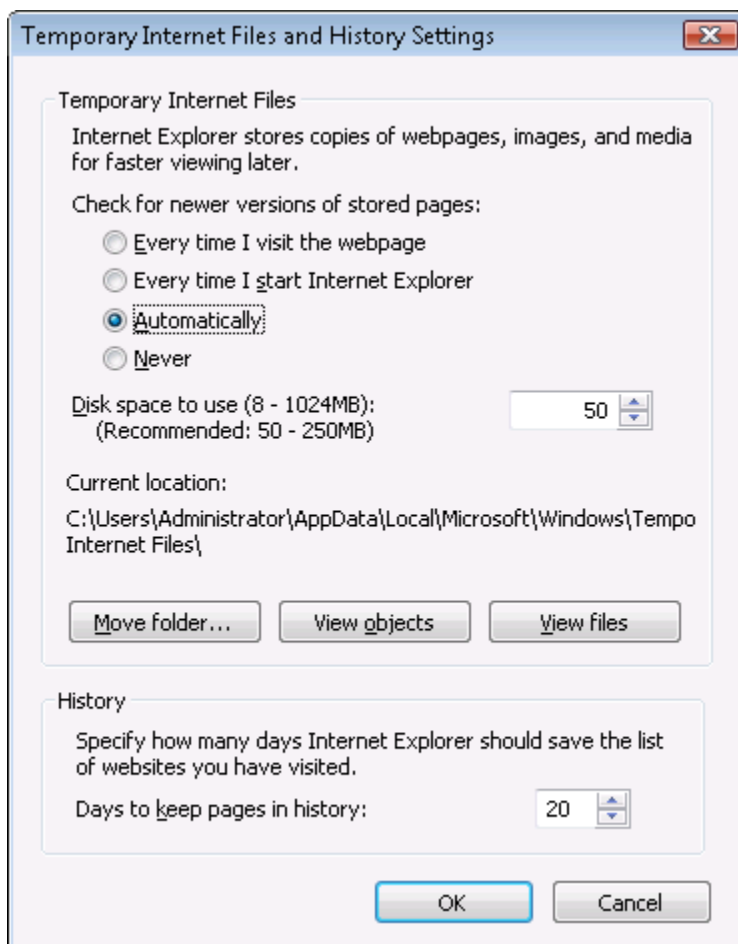 Temporary Internet Files and History Settings
Temporary Internet Files
Internet Explorer stores copies of webpages, images, and media
for faster viewing later.
Check for newer versions of stored pages:
Every time I visit the webpage
Every time I start Internet Explorer
Automatically
Never
Disk space to use (8 - 1024MB): 50
(Recommended: 50 - 250MB)
Current location:
C:\Users\Administrator\AppData\Local\Microsoft\Windows\Tempo
Internet Files\
Move folder... View objects View files
History
Specify how many days Internet Explorer should save the list
of websites you have visited.
Days to keep pages in history: 20
OK Cancel